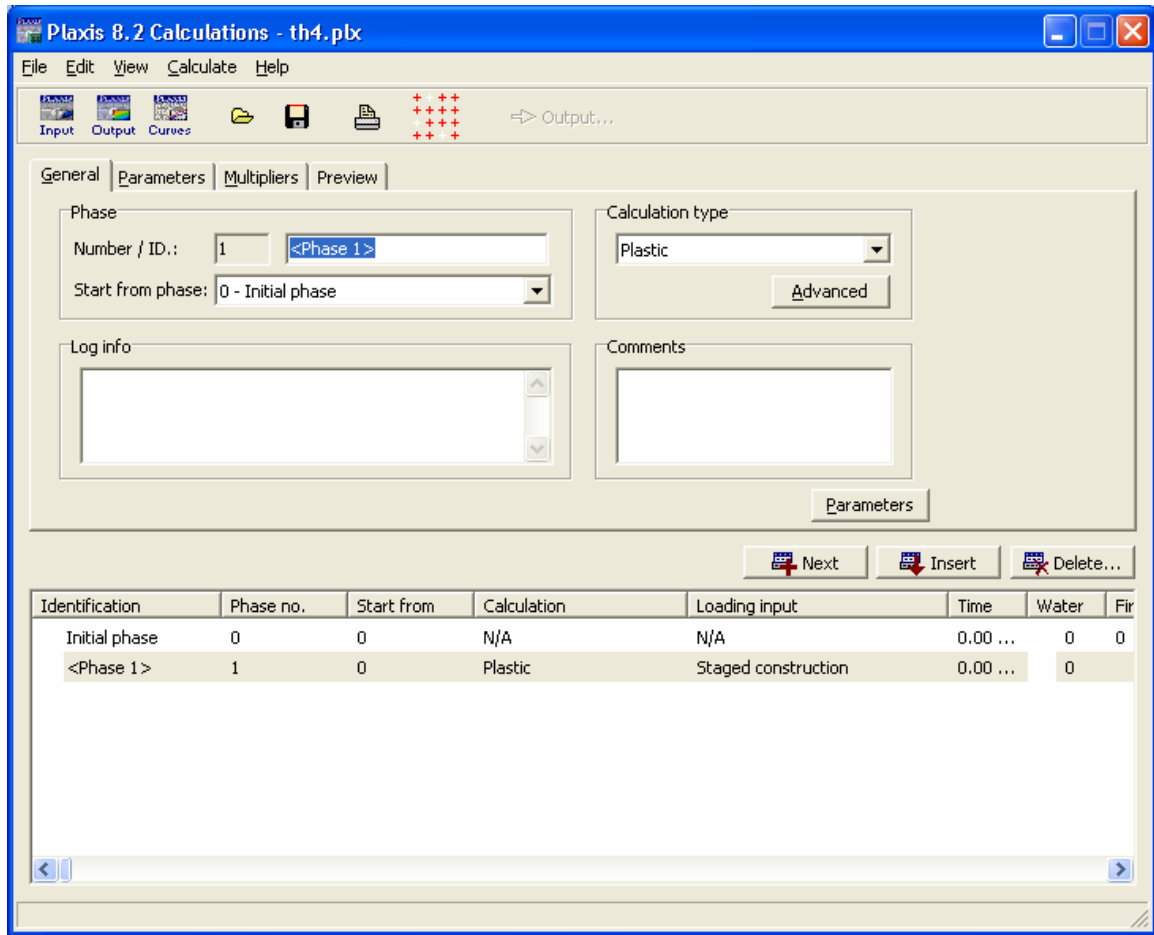 Plaxis 8.2 Calculations - th4.plx
File Edit View Calculate Help
Input Output Curves Output...
General Parameters Multipliers Preview
Phase
Number / ID.: 1 <Phase 1>
Start from phase: 0 - Initial phase
Calculation type
Plastic
Advanced
Log info
Comments
Parameters
Next Insert Delete...
Identification Phase no. Start from Calculation Loading input Time Water Fir
Initial phase 0 0 N/A N/A 0.00 ... 0 0
<Phase 1> 1 0 Plastic Staged construction 0.00 ... 0